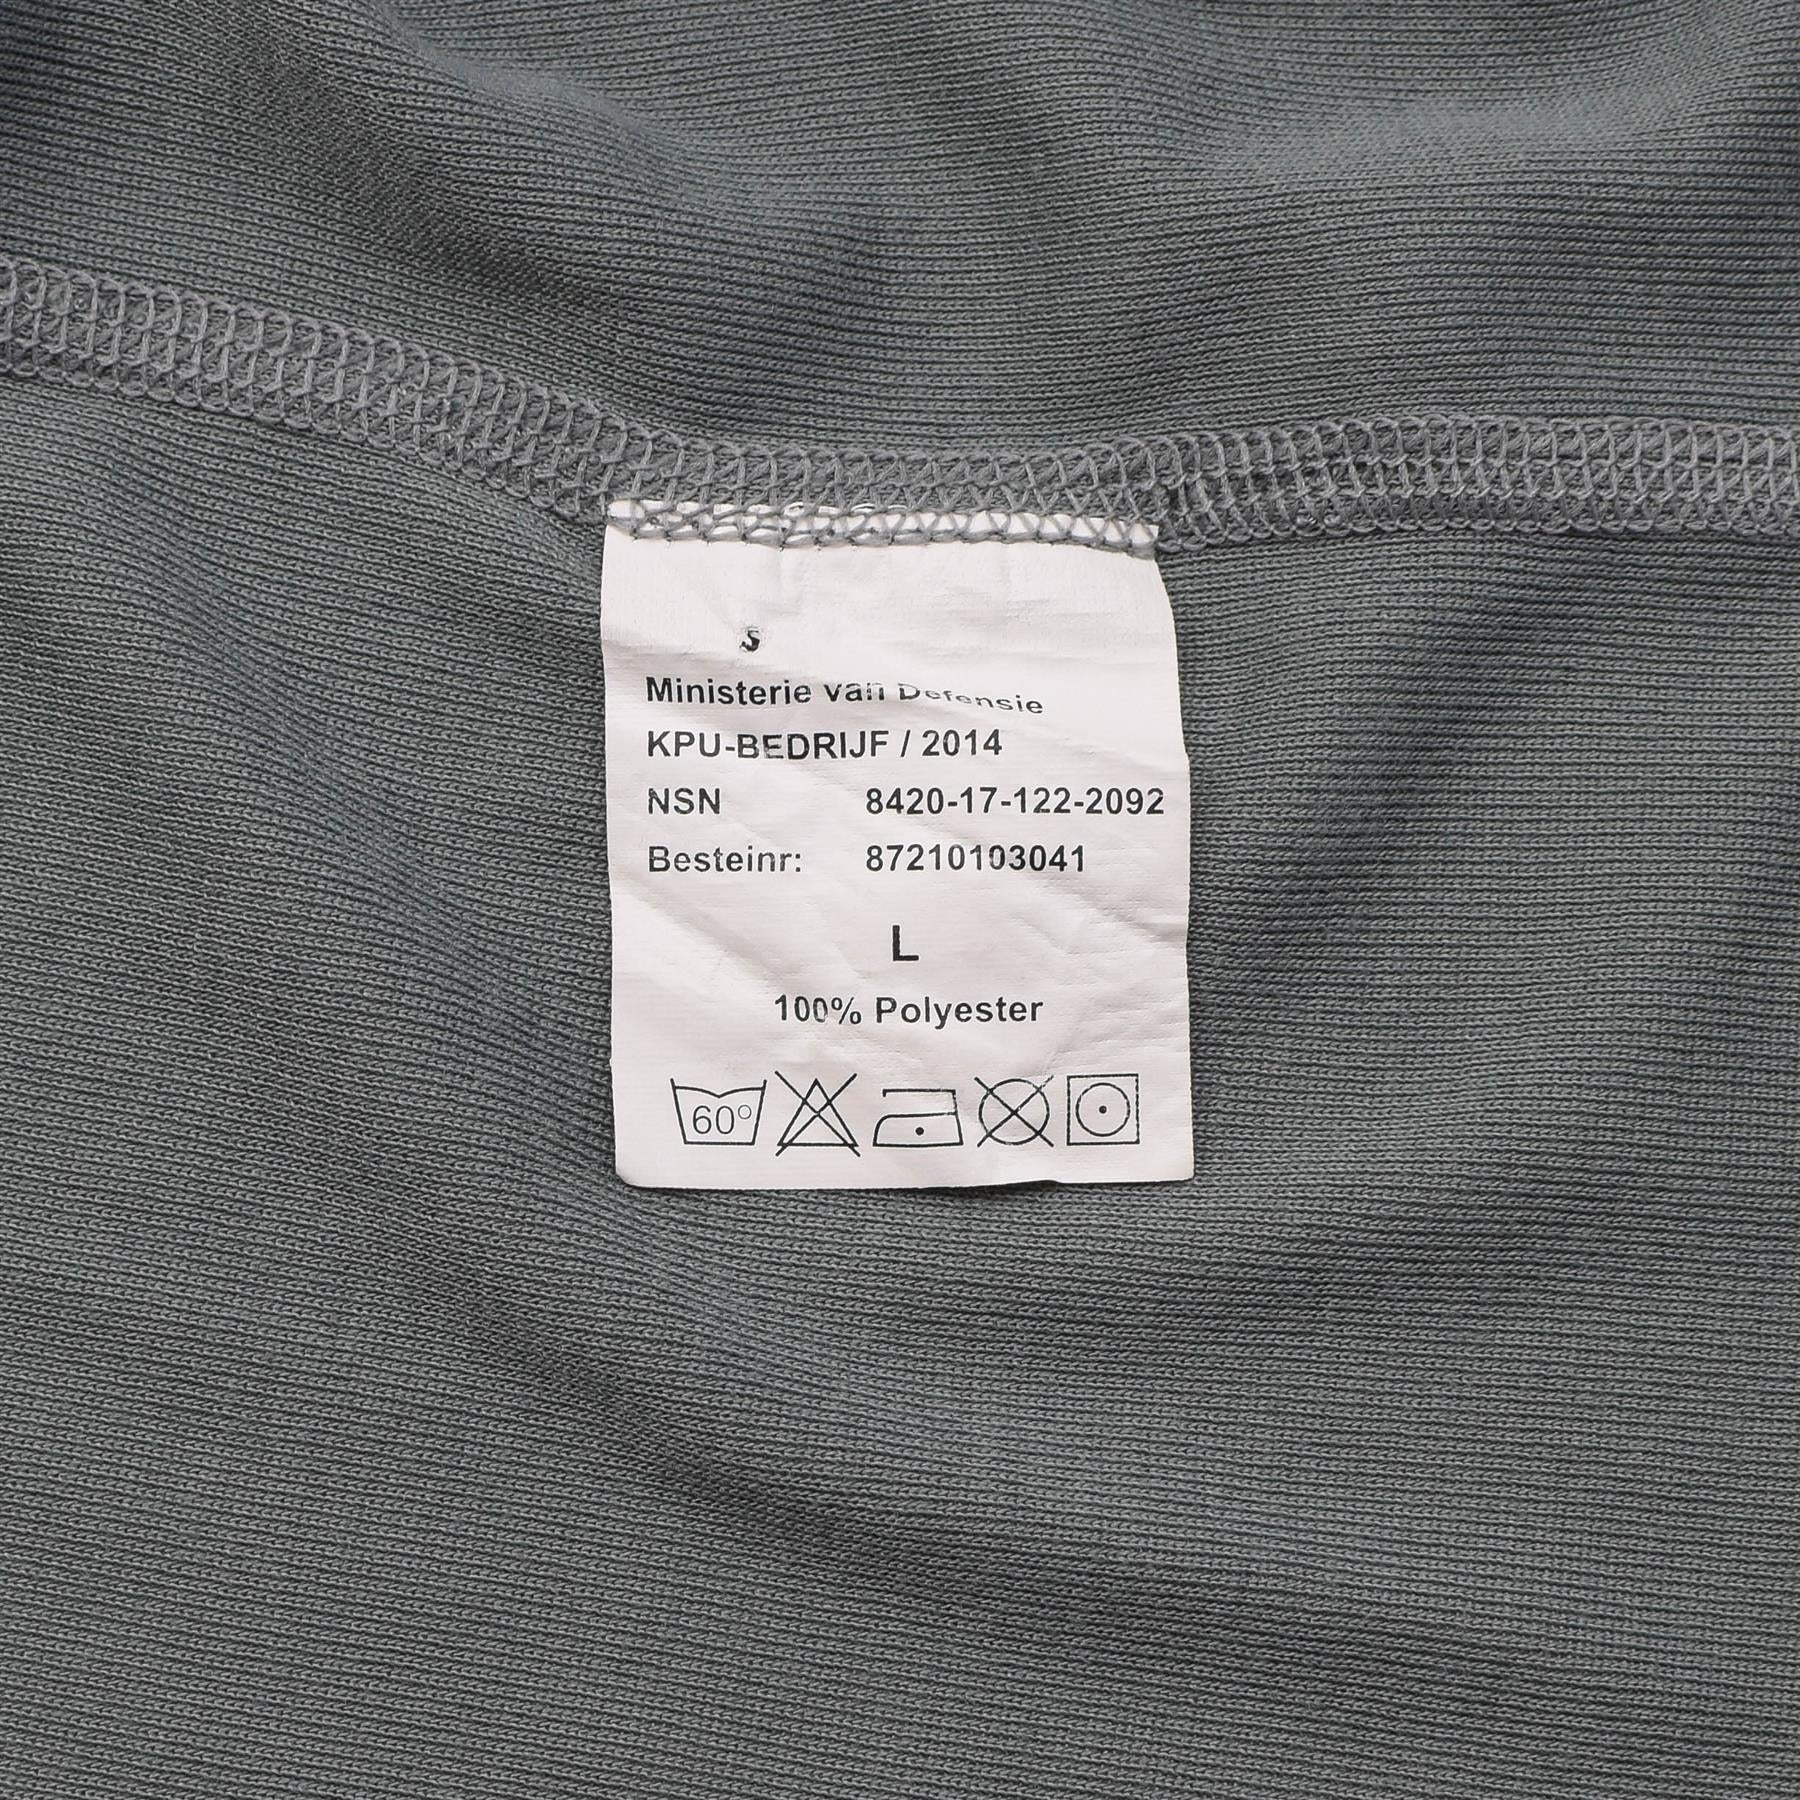 S
Ministerie van Defensie
KPU-BEDRIJF / 2014
NSN 8420-17-122-2092
Besteinr: 87210103041
L
100% Polyester
60°